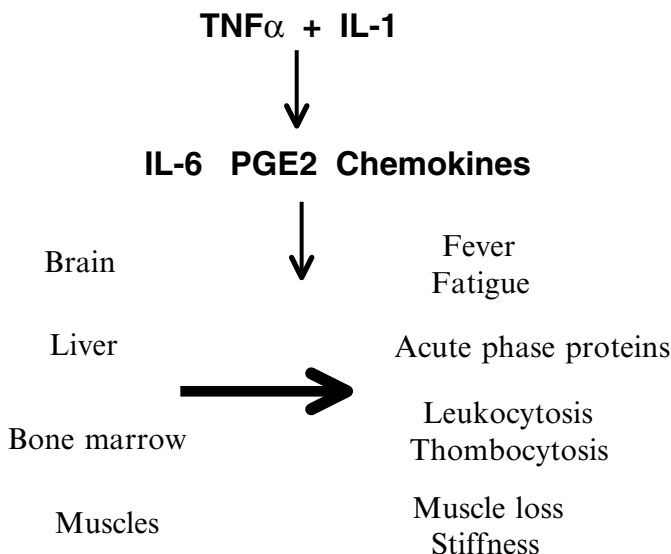 TNFα + IL-1
IL-6 PGE2 Chemokines
Brain
Fever
Fatigue
Liver
Acute phase proteins
Bone marrow
Leukocytosis
Thombocytosis
Muscles
Muscle loss
Stiffness